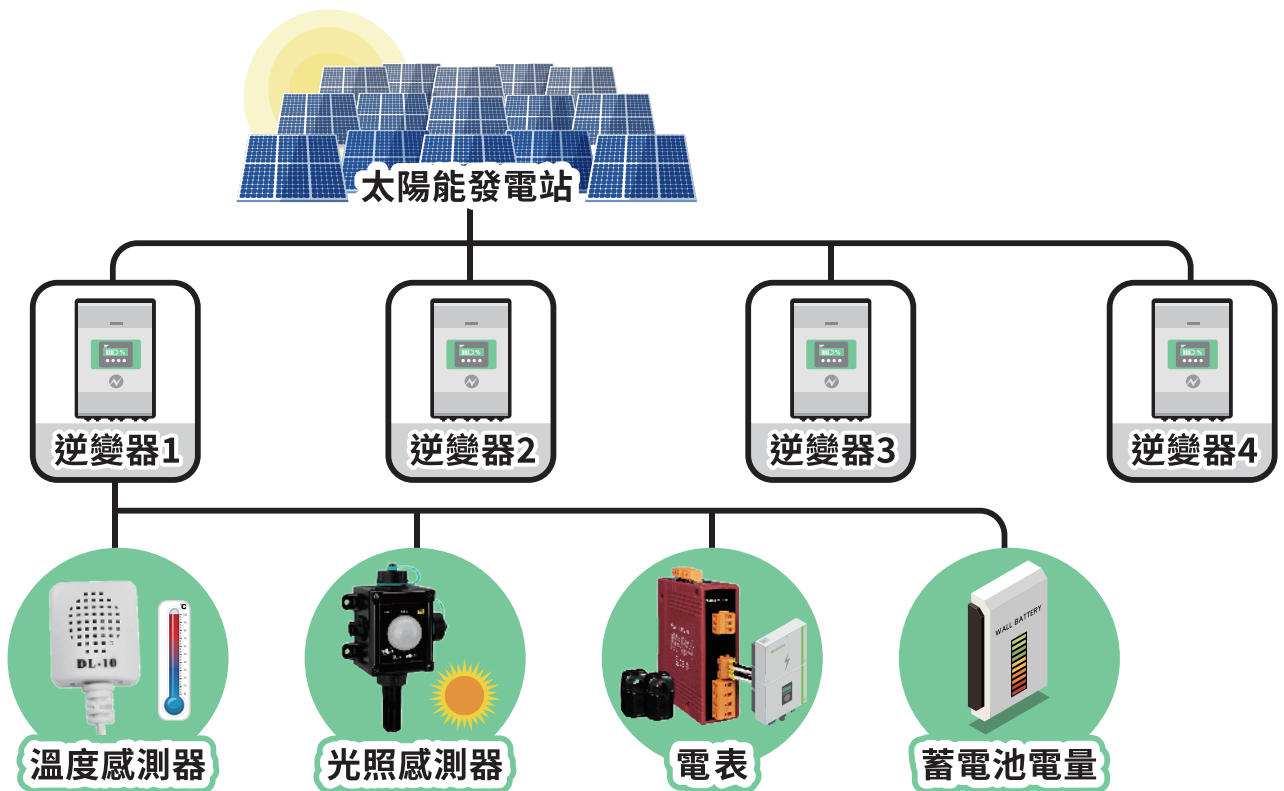 太陽能發電站
逆變器1
逆變器2
逆變器3
逆變器4
DL-10
°C
WALL BATTERY
溫度感測器
光照感測器
電表
蓄電池電量